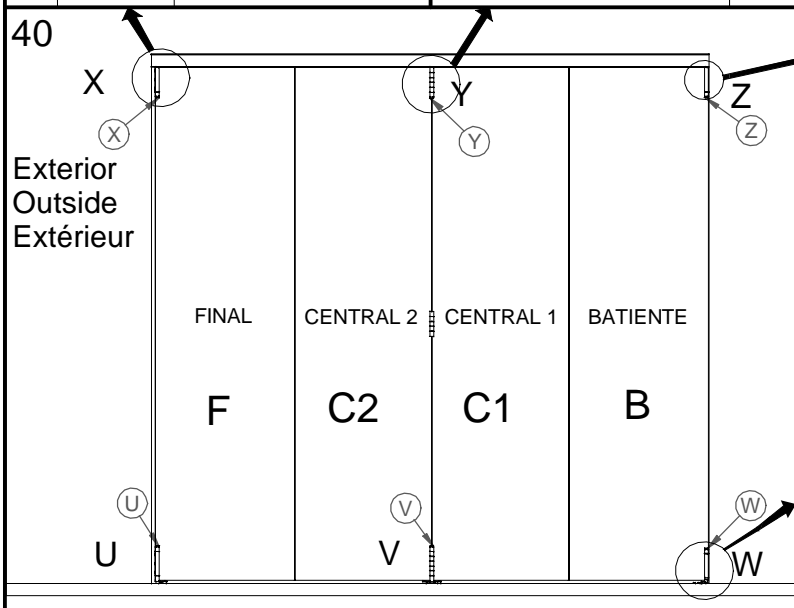 40
X
Y
Z
X
Y
Z
Exterior
Outside
Extérieur
FINAL
CENTRAL 2
CENTRAL 1
BATIENTE
F
C2
C1
B
U
V
W
U
V
W